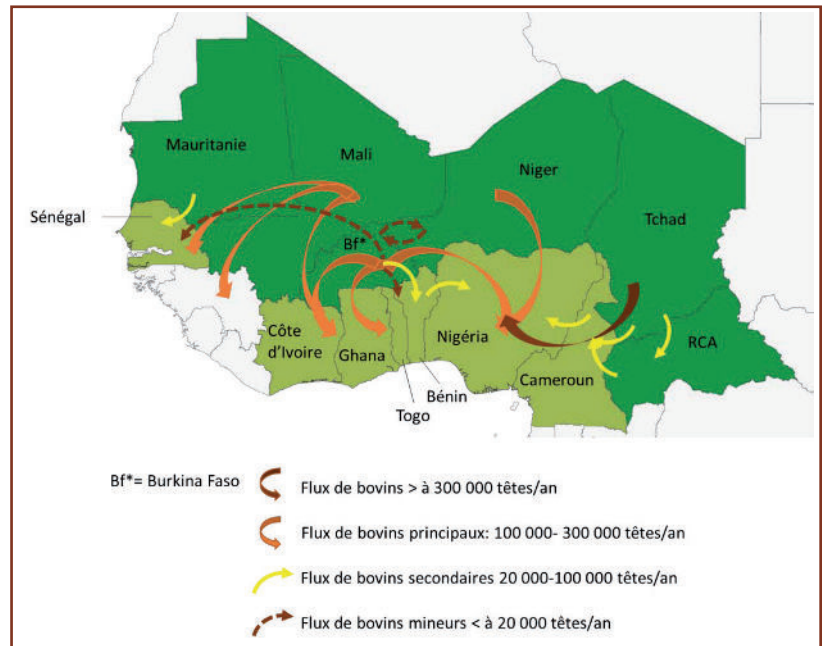 Mauritanie
Mali
Niger
Tchad
Sénégal
Bf*
Côte
d'Ivoire
Ghana
Togo
Bénin
Nigéria
Cameroun
RCA
Bf*= Burkina Faso
Flux de bovins > à 300 000 têtes/an
Flux de bovins principaux: 100 000- 300 000 têtes/an
Flux de bovins secondaires 20 000-100 000 têtes/an
Flux de bovins mineurs < à 20 000 têtes/an